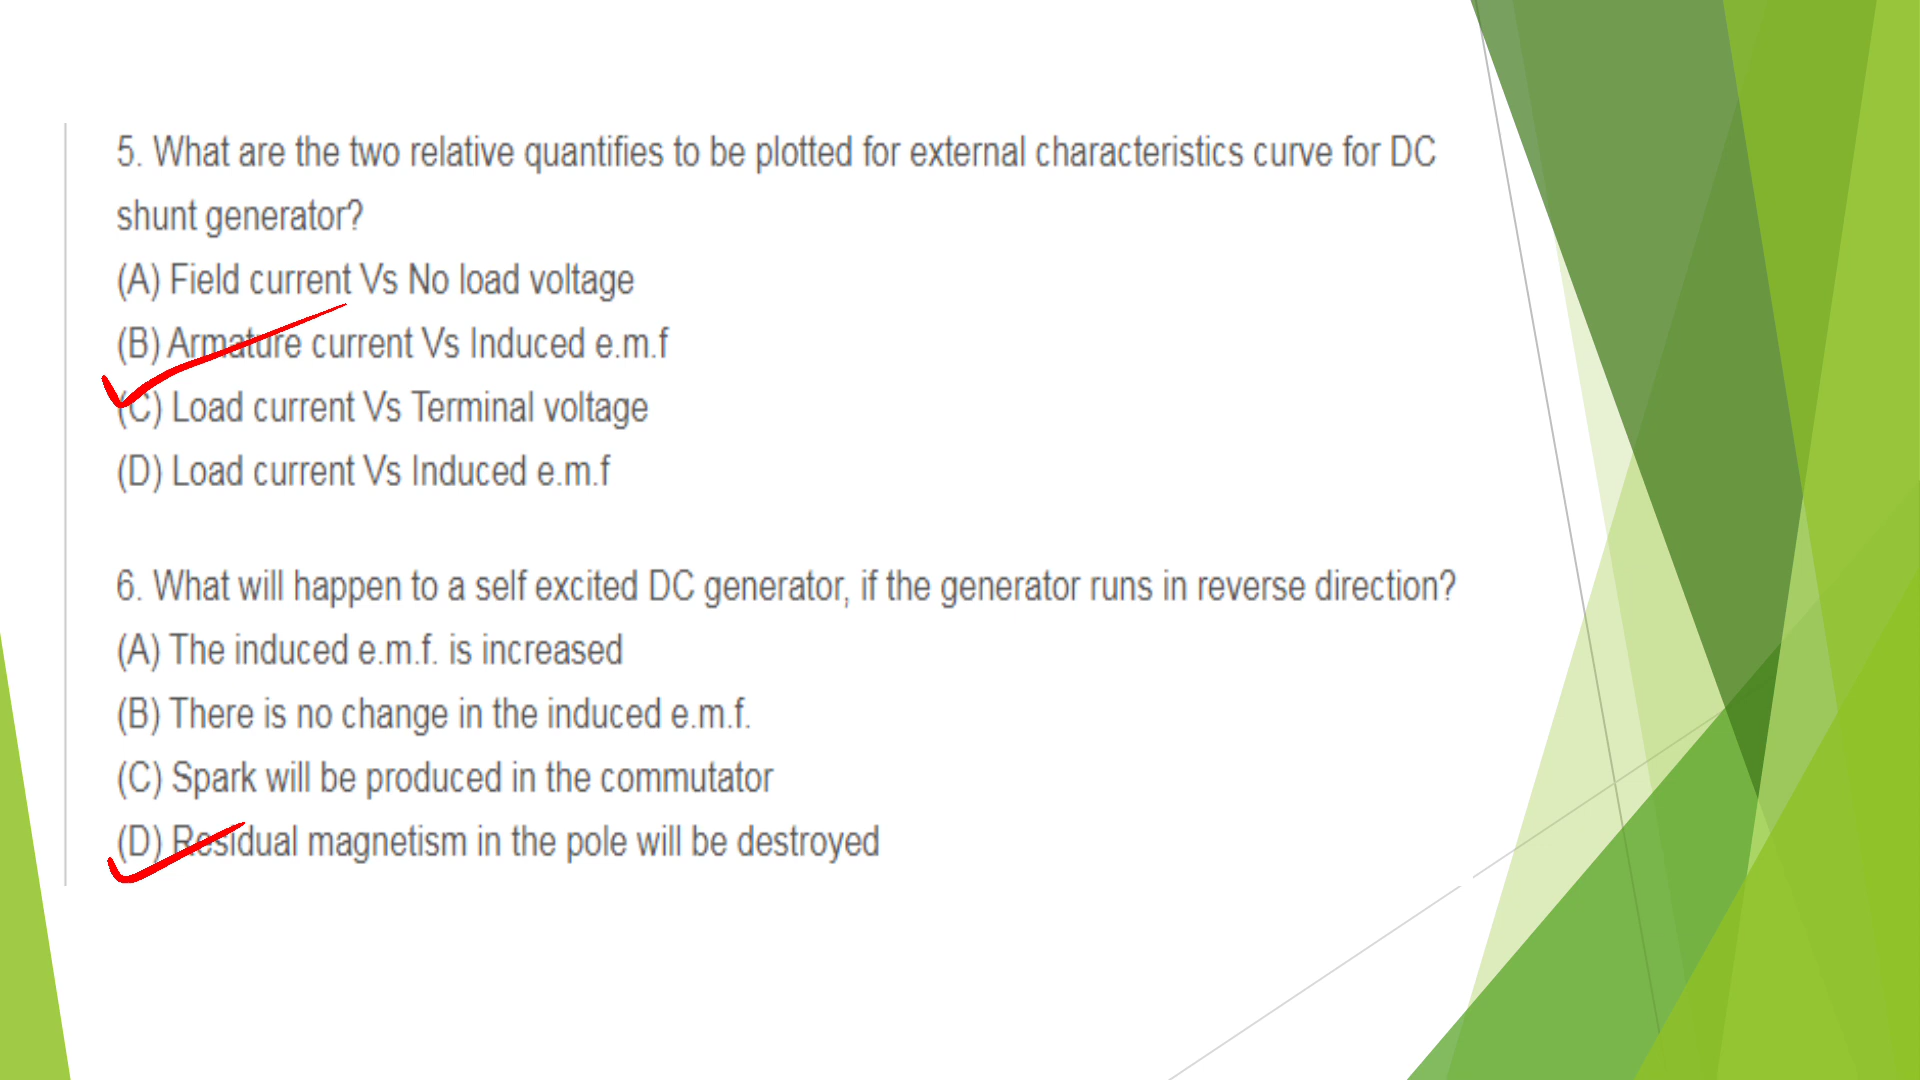 5. What are the two relative quantifies to be plotted for external characteristics curve for DC
shunt generator?
(A) Field current Vs No load voltage
(B) Armature current Vs Induced e.m.f
(C) Load current Vs Terminal voltage
(D) Load current Vs Induced e.m.f
6. What will happen to a self excited DC generator, if the generator runs in reverse direction?
(A) The induced e.m.f. is increased
(B) There is no change in the induced e.m.f.
(C) Spark will be produced in the commutator
(D) Residual magnetism in the pole will be destroyed